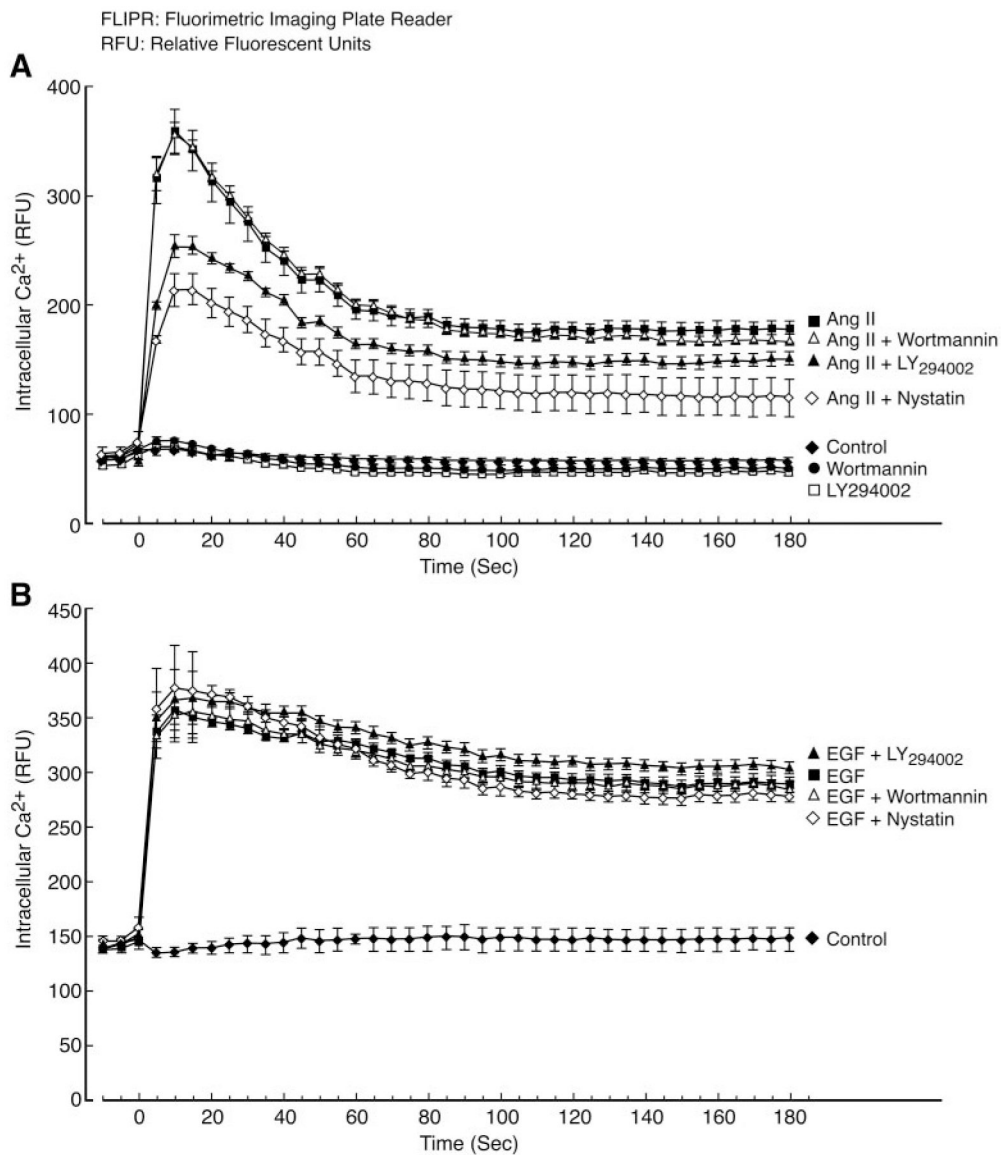 FLIPR: Fluorimetric Imaging Plate Reader
RFU: Relative Fluorescent Units
A
400
300
200
100
0
Intracellular Ca2+ (RFU)
Ang II
Ang II + Wortmannin
Ang II + LY294002
Ang II + Nystatin
Control
Wortmannin
LY294002
0 20 40 60 80 100 120 140 160 180
Time (Sec)
B
450
400
350
300
250
200
150
100
50
0
Intracellular Ca2+ (RFU)
EGF + LY294002
EGF
EGF + Wortmannin
EGF + Nystatin
Control
0 20 40 60 80 100 120 140 160 180
Time (Sec)